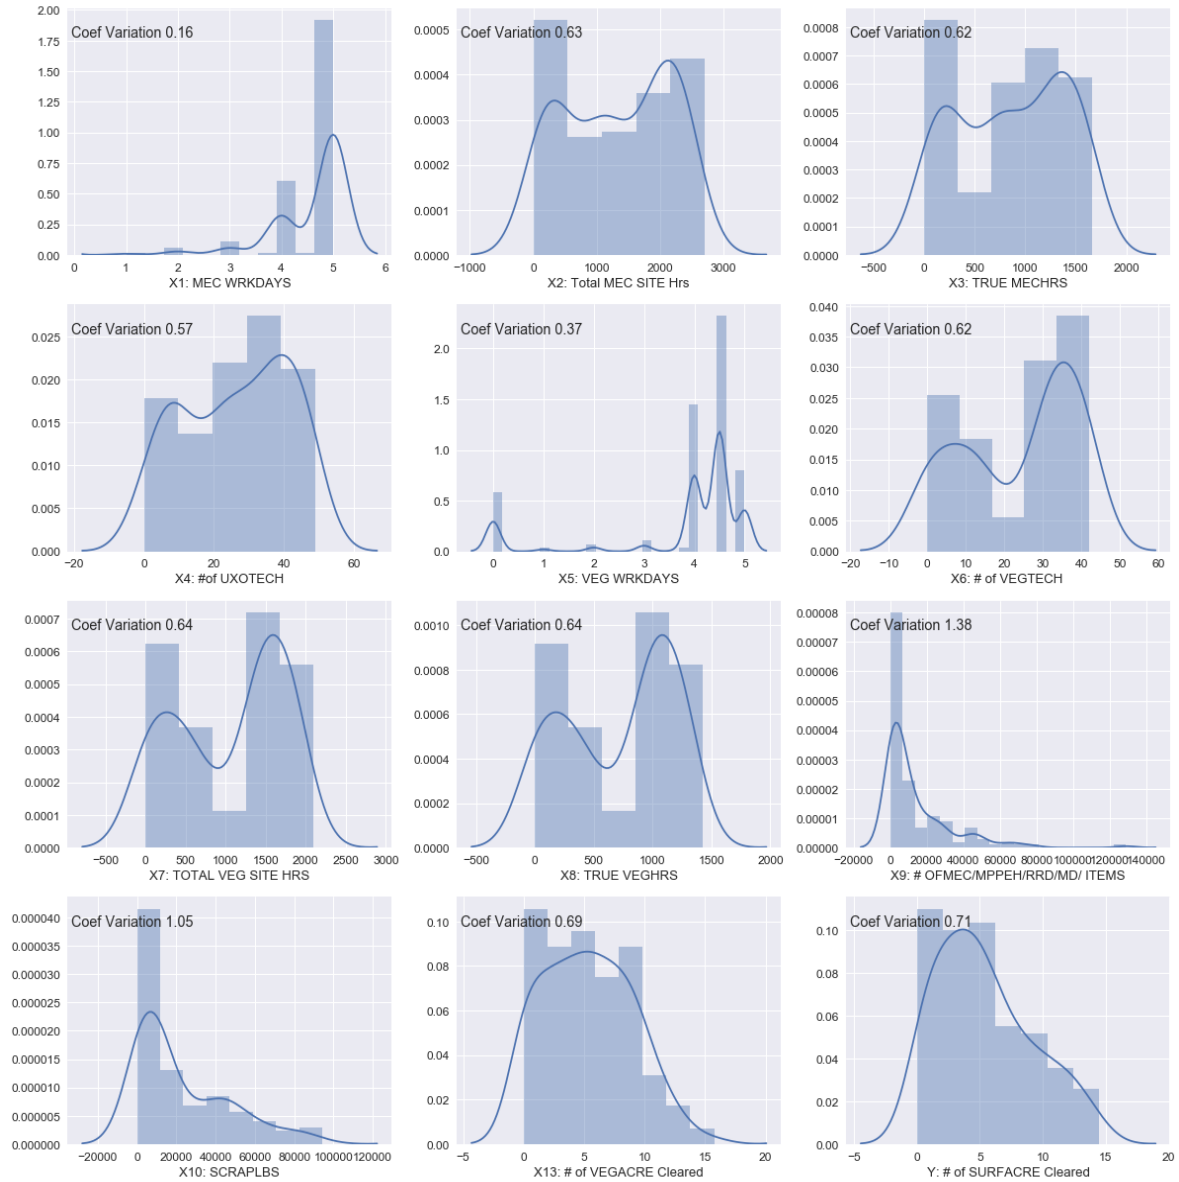 2.00
1.75
1.50
1.25
1.00
0.75
0.50
0.25
0.00
Coef Variation 0.16
0 1 2 3 4 5 6
X1: MEC WRKDAYS
0.0005
0.0004
0.0003
0.0002
0.0001
0.0000
Coef Variation 0.63
−1000 0 1000 2000 3000
X2: Total MEC SITE Hrs
0.0008
0.0007
0.0006
0.0005
0.0004
0.0003
0.0002
0.0001
0.0000
Coef Variation 0.62
−500 0 500 1000 1500 2000
X3: TRUE MECHRS
0.025
0.020
0.015
0.010
0.005
0.000
Coef Variation 0.57
−20 0 20 40 60
X4: #of UXOTECH
2.0
1.5
1.0
0.5
0.0
Coef Variation 0.37
0 1 2 3 4 5
X5: VEG WRKDAYS
0.040
0.035
0.030
0.025
0.020
0.015
0.010
0.005
0.000
Coef Variation 0.62
−20 −10 0 10 20 30 40 50 60
X6: # of VEGTECH
0.0007
0.0006
0.0005
0.0004
0.0003
0.0002
0.0001
0.0000
Coef Variation 0.64
−500 0 500 1000 1500 2000 2500 3000
X7: TOTAL VEG SITE HRS
0.0010
0.0008
0.0006
0.0004
0.0002
0.0000
Coef Variation 0.64
−500 0 500 1000 1500 2000
X8: TRUE VEGHRS
0.00008
0.00007
0.00006
0.00005
0.00004
0.00003
0.00002
0.00001
0.00000
Coef Variation 1.38
−20000 0 20000 40000 60000 80000 100000 120000 140000
X9: # OFMEC/MPPEH/RRD/MD/ ITEMS
0.000040
0.000035
0.000030
0.000025
0.000020
0.000015
0.000010
0.000005
0.000000
Coef Variation 1.05
−20000 0 20000 40000 60000 80000 100000 120000
X10: SCRAPLBS
0.10
0.08
0.06
0.04
0.02
0.00
Coef Variation 0.69
−5 0 5 10 15 20
X13: # of VEGACRE Cleared
0.10
0.08
0.06
0.04
0.02
0.00
Coef Variation 0.71
−5 0 5 10 15 20
Y: # of SURFACRE Cleared